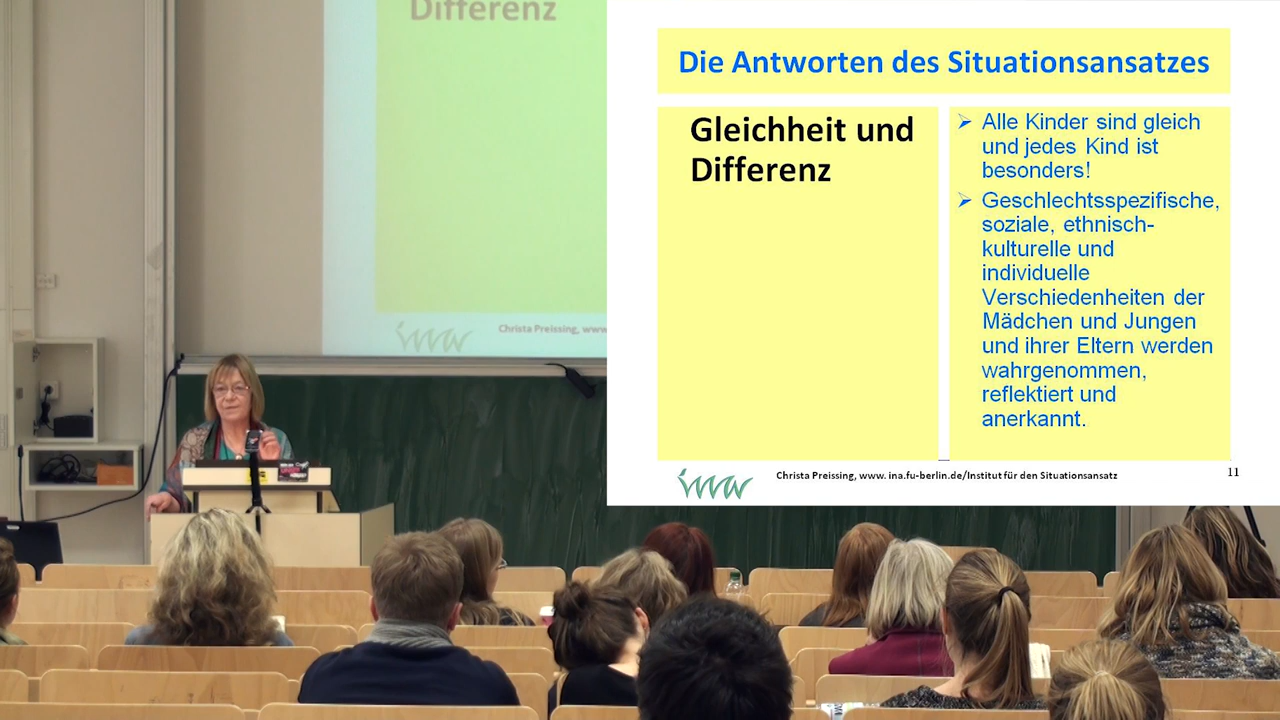 Differenz
Christa Preissing, www
Die Antworten des Situationsansatzes
Gleichheit und
Differenz
Alle Kinder sind gleich
und jedes Kind ist
besonders!
Geschlechtsspezifische,
soziale, ethnisch-
kulturelle und
individuelle
Verschiedenheiten der
Mädchen und Jungen
und ihrer Eltern werden
wahrgenommen,
reflektiert und
anerkannt.
ina
Christa Preissing, www. ina.fu-berlin.de/Institut für den Situationsansatz
11